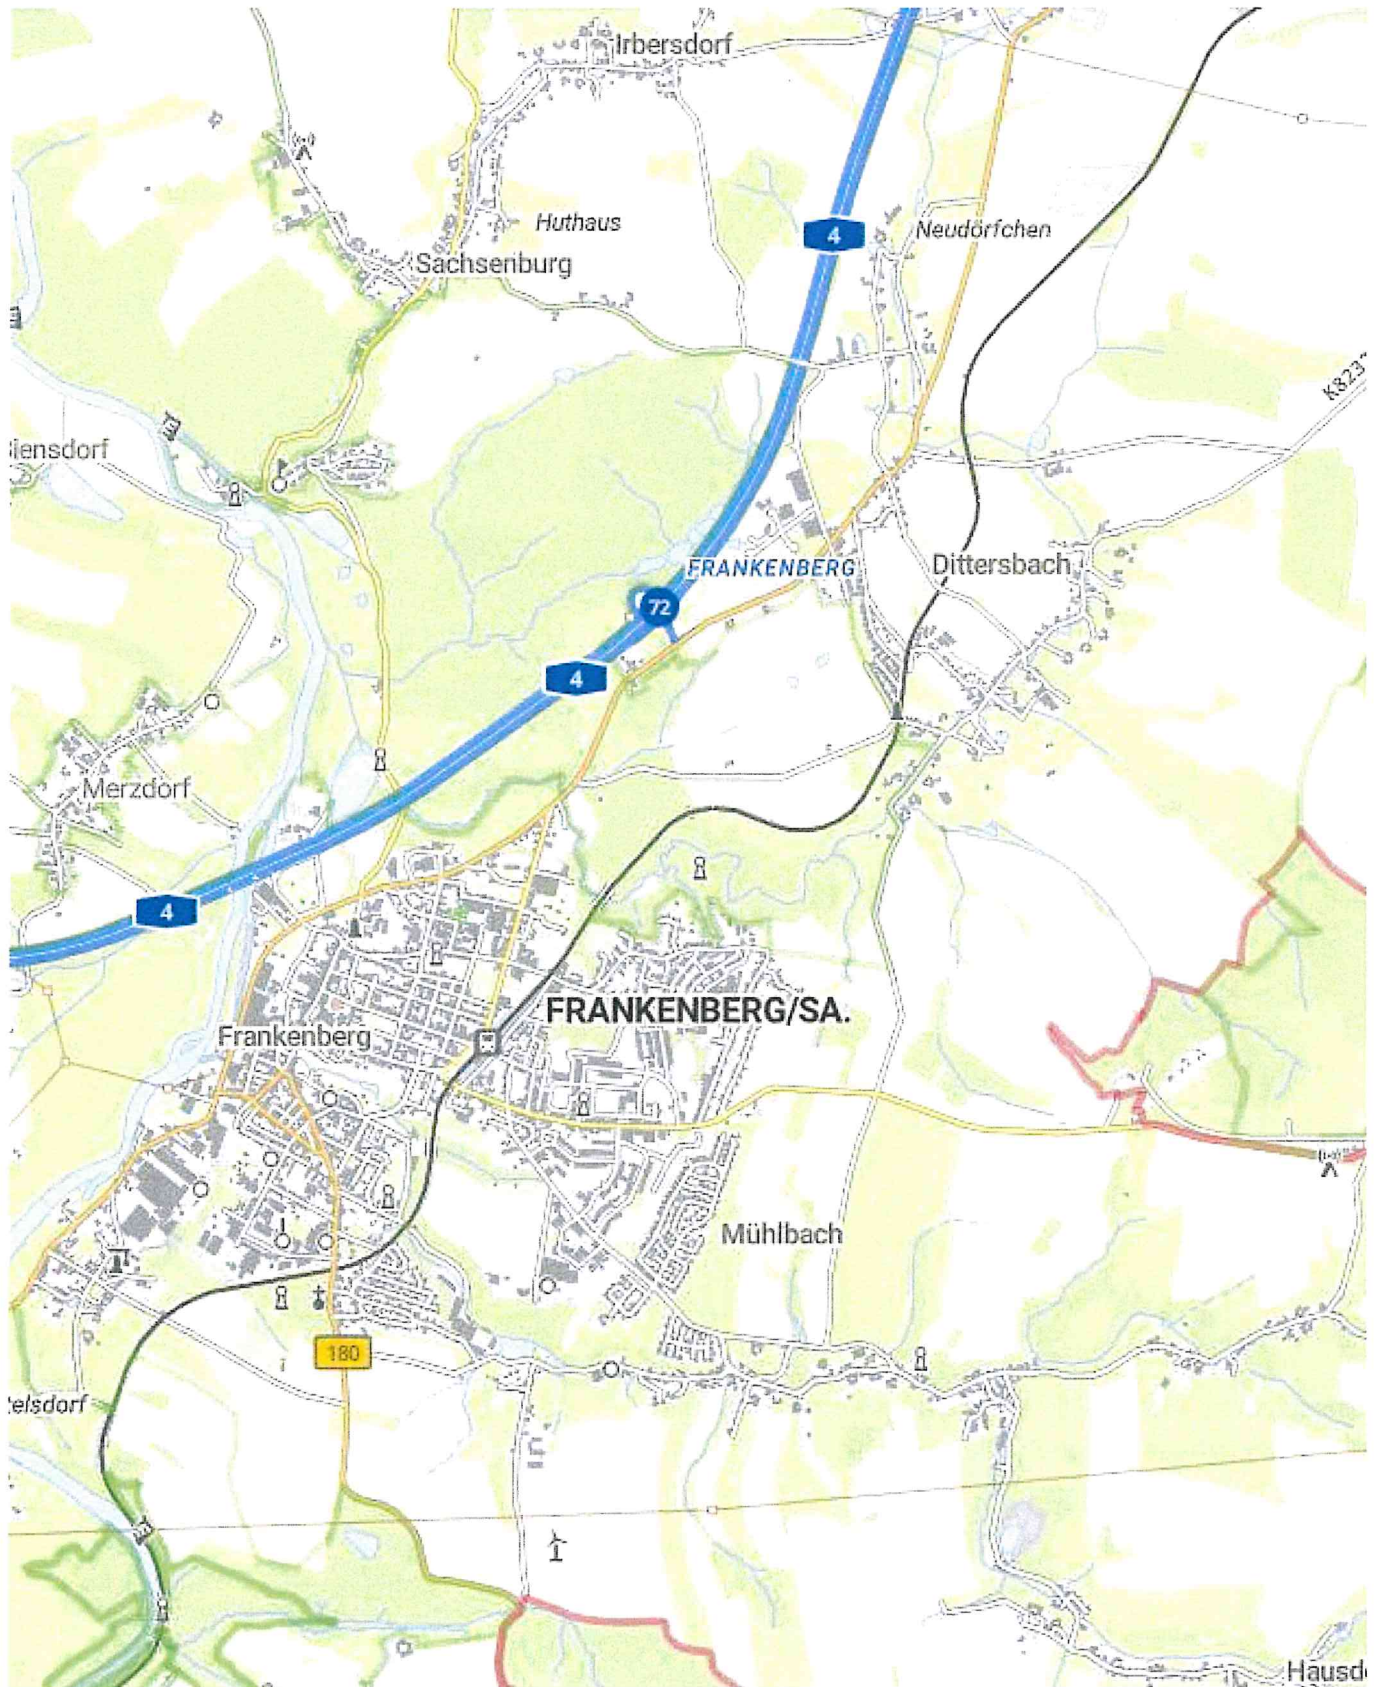 Irbersdorf
Huthaus
4
Neudörfchen
Sachsenburg
K823
iensdorf
FRANKENBERG
Dittersbach
72
4
Merzdorf
4
FRANKENBERG/SA.
Frankenberg
Mühlbach
180
telsdorf
Hausd